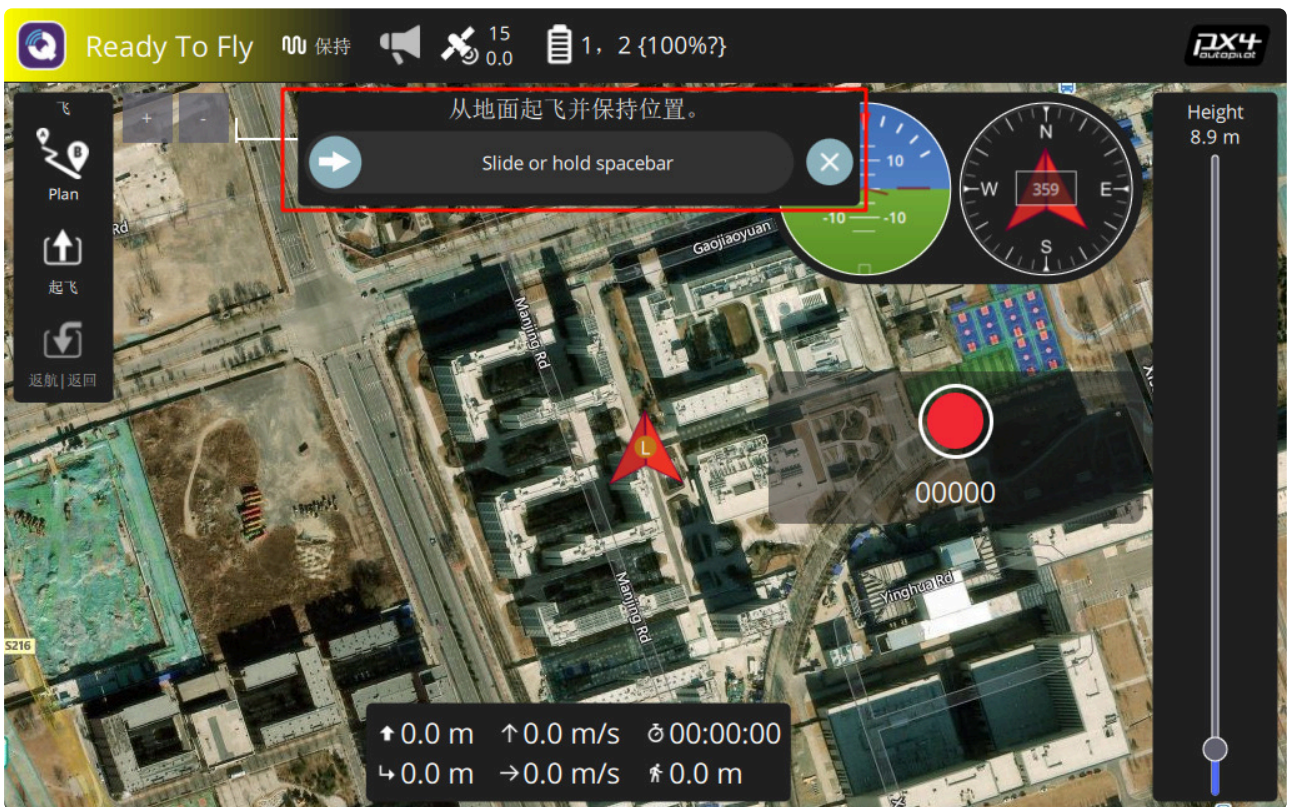 Ready To Fly
保持
15
0.0
1，2 {100%?}
px4
autopilot
飞
+
-
Plan
起飞
返航|返回
从地面起飞并保持位置。
Slide or hold spacebar
10
-10
-10
N
W
359
E
S
Height
8.9 m
Rd
Gaojiaoyuan
Manjing Rd
L
00000
Manjing Rd
Yinghua Rd
S216
0.0 m
0.0 m/s
00:00:00
0.0 m
0.0 m/s
0.0 m